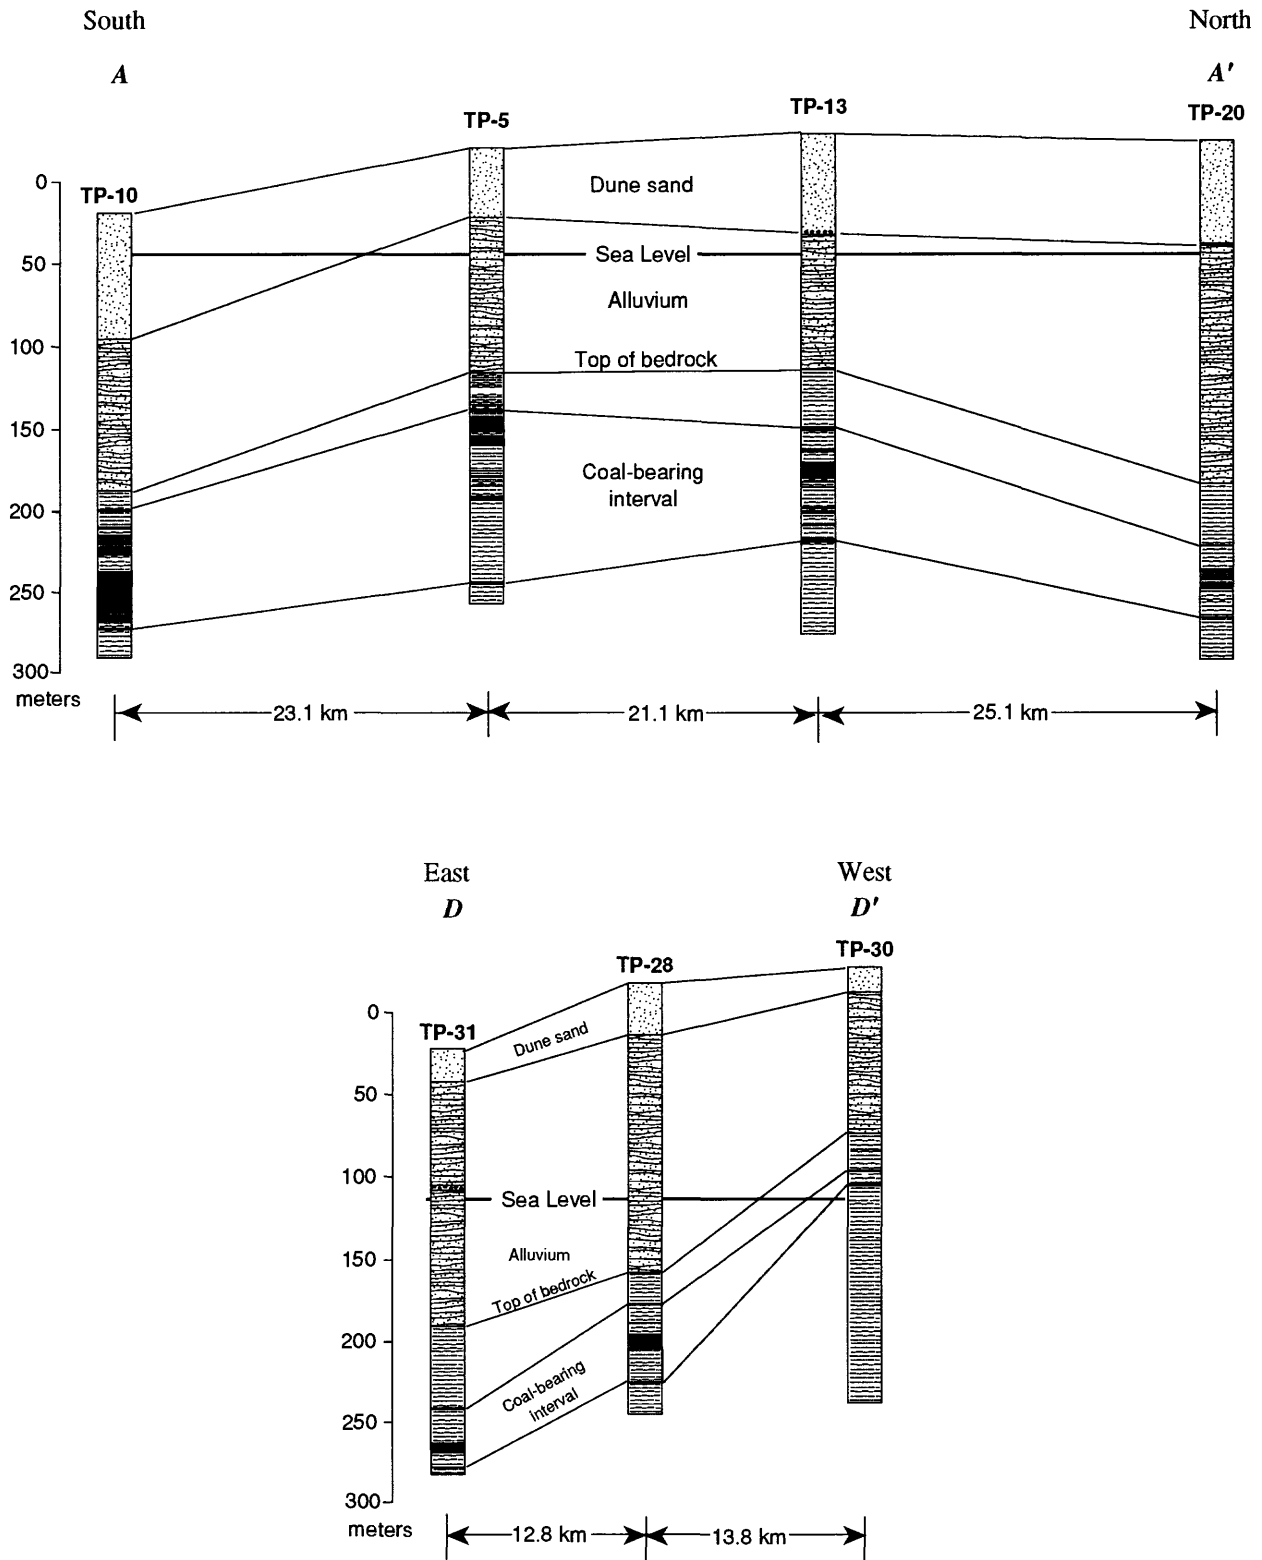 South
North
A
A'
TP-5
TP-13
TP-20
TP-10
0
50
100
150
200
250
300
meters
Dune sand
Sea Level
Alluvium
Top of bedrock
Coal-bearing
interval
23.1 km
21.1 km
25.1 km
East
West
D
D'
TP-30
TP-28
TP-31
0
50
100
150
200
250
300
meters
Dune sand
Sea Level
Alluvium
Top of bedrock
Coal-bearing
interval
12.8 km
13.8 km